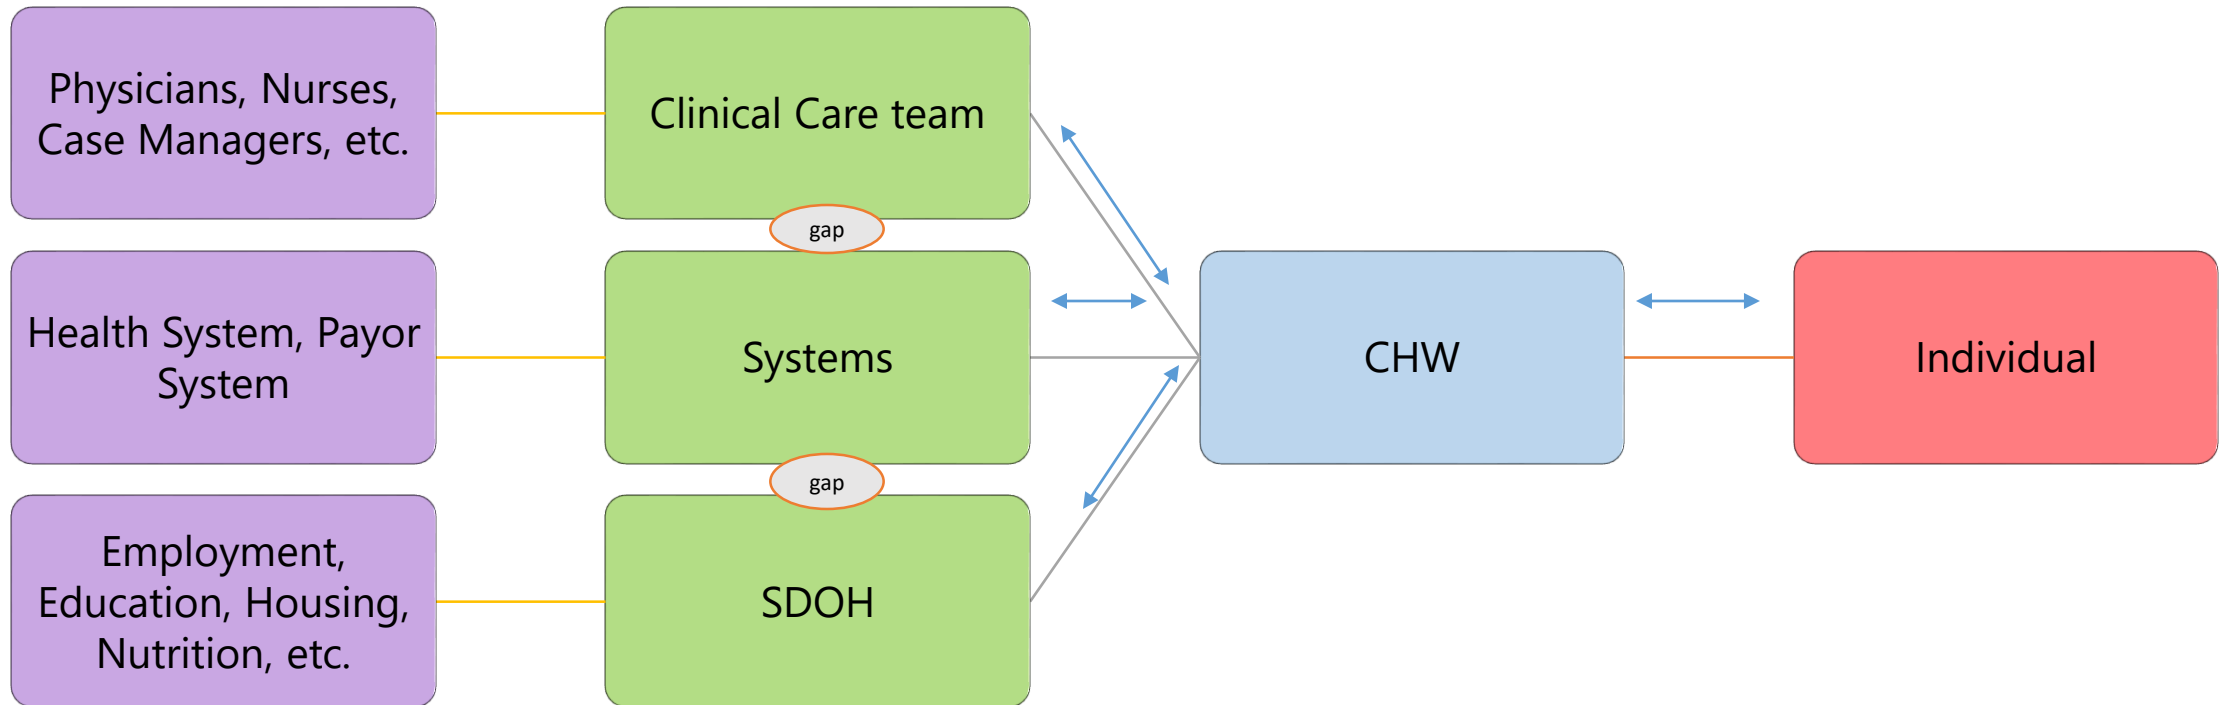 Physicians, Nurses,
Case Managers, etc.
Clinical Care team
gap
Health System, Payor
System
Systems
CHW
Individual
gap
Employment,
Education, Housing,
Nutrition, etc.
SDOH